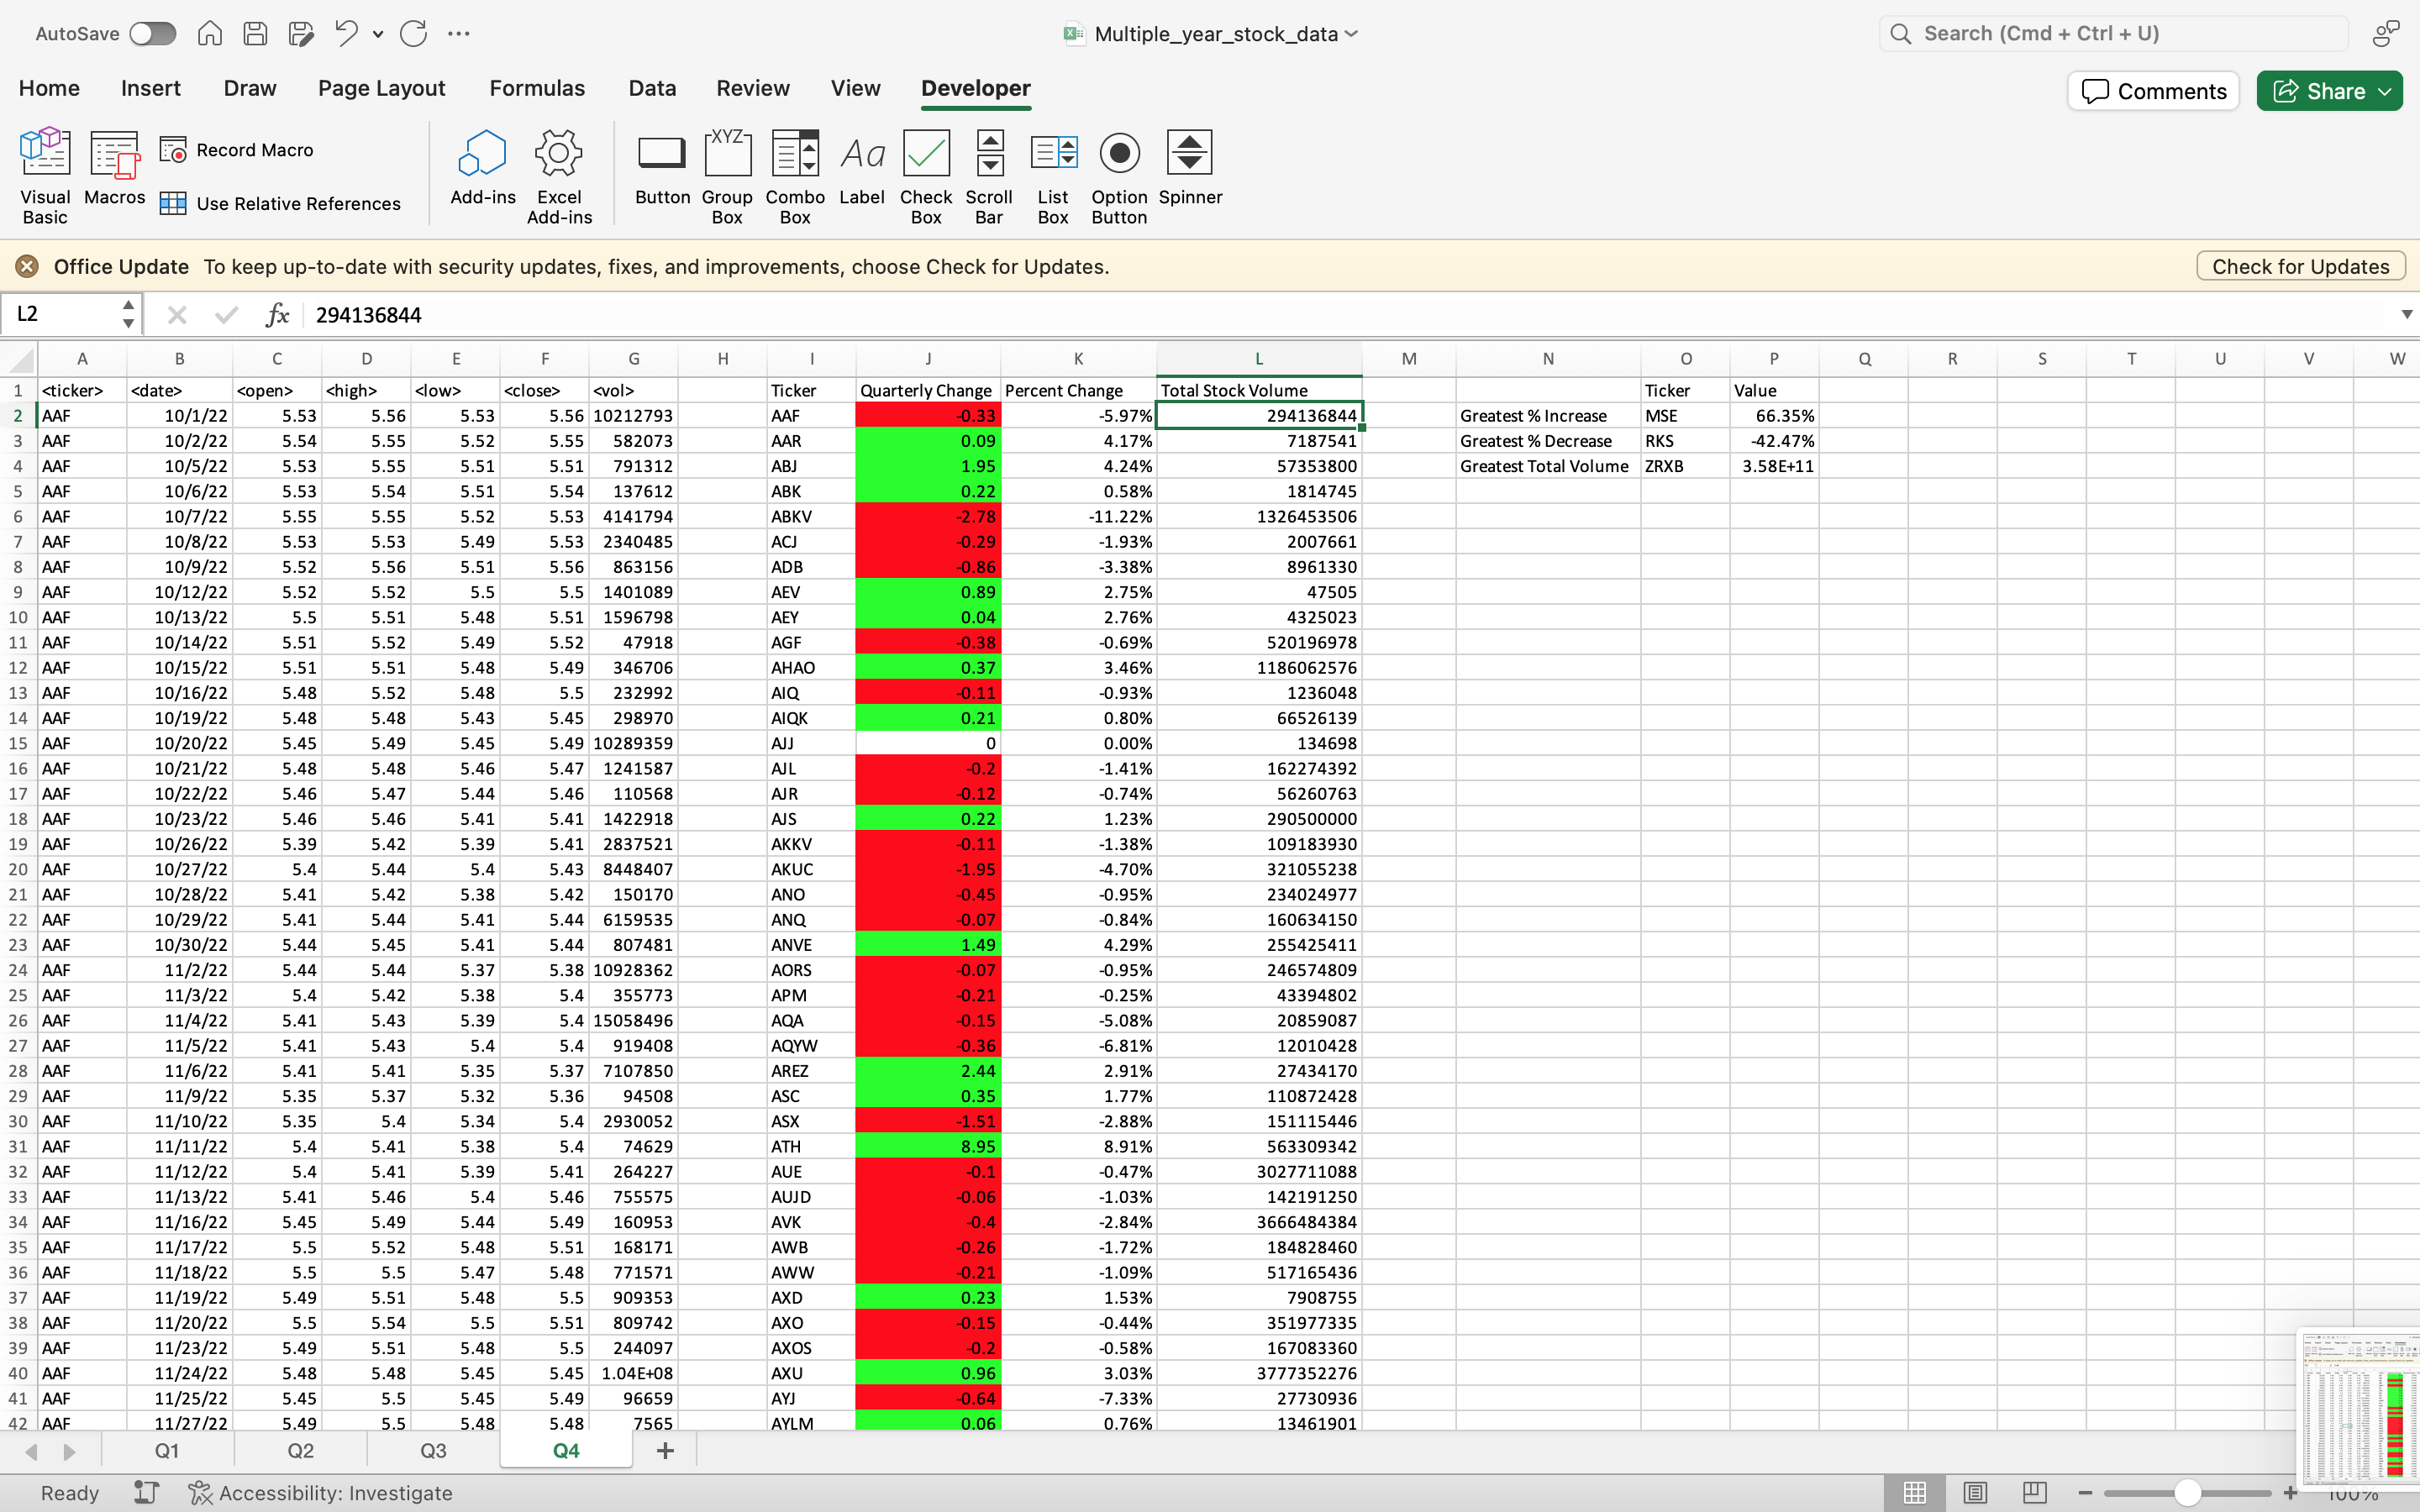 AutoSave
Multiple_year_stock_data
Search (Cmd + Ctrl + U)
Home Insert Draw Page Layout Formulas Data Review View Developer
Comments Share
Visual Basic Macros Record Macro Use Relative References Add-ins Excel Add-ins Button Group Box Combo Box Label Check Box Scroll Bar List Box Option Button Spinner
Office Update To keep up-to-date with security updates, fixes, and improvements, choose Check for Updates. Check for Updates
L2 fx 294136844
A B C D E F G H I J K L M N O P Q R S T U V W
1 <ticker> <date> <open> <high> <low> <close> <vol> Ticker Quarterly Change Percent Change Total Stock Volume Ticker Value
2 AAF 10/1/22 5.53 5.56 5.53 5.56 10212793 AAF -0.33 -5.97% 294136844 Greatest % Increase MSE 66.35%
3 AAF 10/2/22 5.54 5.55 5.52 5.55 582073 AAR 0.09 4.17% 7187541 Greatest % Decrease RKS -42.47%
4 AAF 10/5/22 5.53 5.55 5.51 5.51 791312 ABJ 1.95 4.24% 57353800 Greatest Total Volume ZRXB 3.58E+11
5 AAF 10/6/22 5.53 5.54 5.51 5.54 137612 ABK 0.22 0.58% 1814745
6 AAF 10/7/22 5.55 5.55 5.52 5.53 4141794 ABKV -2.78 -11.22% 1326453506
7 AAF 10/8/22 5.53 5.53 5.49 5.53 2340485 ACJ -0.29 -1.93% 2007661
8 AAF 10/9/22 5.52 5.56 5.51 5.56 863156 ADB -0.86 -3.38% 8961330
9 AAF 10/12/22 5.52 5.52 5.5 5.5 1401089 AEV 0.89 2.75% 47505
10 AAF 10/13/22 5.5 5.51 5.48 5.51 1596798 AEY 0.04 2.76% 4325023
11 AAF 10/14/22 5.51 5.52 5.49 5.52 47918 AGF -0.38 -0.69% 520196978
12 AAF 10/15/22 5.51 5.51 5.48 5.49 346706 AHAO 0.37 3.46% 1186062576
13 AAF 10/16/22 5.48 5.52 5.48 5.5 232992 AIQ -0.11 -0.93% 1236048
14 AAF 10/19/22 5.48 5.48 5.43 5.45 298970 AIQK 0.21 0.80% 66526139
15 AAF 10/20/22 5.45 5.49 5.45 5.49 10289359 AJJ 0 0.00% 134698
16 AAF 10/21/22 5.48 5.48 5.46 5.47 1241587 AJL -0.2 -1.41% 162274392
17 AAF 10/22/22 5.46 5.47 5.44 5.46 110568 AJR -0.12 -0.74% 56260763
18 AAF 10/23/22 5.46 5.46 5.41 5.41 1422918 AJS 0.22 1.23% 290500000
19 AAF 10/26/22 5.39 5.42 5.39 5.41 2837521 AKKV -0.11 -1.38% 109183930
20 AAF 10/27/22 5.4 5.44 5.4 5.43 8448407 AKUC -1.95 -4.70% 321055238
21 AAF 10/28/22 5.41 5.42 5.38 5.42 150170 ANO -0.45 -0.95% 234024977
22 AAF 10/29/22 5.41 5.44 5.41 5.44 6159535 ANQ -0.07 -0.84% 160634150
23 AAF 10/30/22 5.44 5.45 5.41 5.44 807481 ANVE 1.49 4.29% 255425411
24 AAF 11/2/22 5.44 5.44 5.37 5.38 10928362 AORS -0.07 -0.95% 246574809
25 AAF 11/3/22 5.4 5.42 5.38 5.4 355773 APM -0.21 -0.25% 43394802
26 AAF 11/4/22 5.41 5.43 5.39 5.4 15058496 AQA -0.15 -5.08% 20859087
27 AAF 11/5/22 5.41 5.43 5.4 5.4 919408 AQYW -0.36 -6.81% 12010428
28 AAF 11/6/22 5.41 5.41 5.35 5.37 7107850 AREZ 2.44 2.91% 27434170
29 AAF 11/9/22 5.35 5.37 5.32 5.36 94508 ASC 0.35 1.77% 110872428
30 AAF 11/10/22 5.35 5.4 5.34 5.4 2930052 ASX -1.51 -2.88% 151115446
31 AAF 11/11/22 5.4 5.41 5.38 5.4 74629 ATH 8.95 8.91% 563309342
32 AAF 11/12/22 5.4 5.41 5.39 5.41 264227 AUE -0.1 -0.47% 3027711088
33 AAF 11/13/22 5.41 5.46 5.4 5.46 755575 AUJD -0.06 -1.03% 142191250
34 AAF 11/16/22 5.45 5.49 5.44 5.49 160953 AVK -0.4 -2.84% 3666484384
35 AAF 11/17/22 5.5 5.52 5.48 5.51 168171 AWB -0.26 -1.72% 184828460
36 AAF 11/18/22 5.5 5.5 5.47 5.48 771571 AWW -0.21 -1.09% 517165436
37 AAF 11/19/22 5.49 5.51 5.48 5.5 909353 AXD 0.23 1.53% 7908755
38 AAF 11/20/22 5.5 5.54 5.5 5.51 809742 AXO -0.15 -0.44% 351977335
39 AAF 11/23/22 5.49 5.51 5.48 5.5 244097 AXOS -0.2 -0.58% 167083360
40 AAF 11/24/22 5.48 5.48 5.45 5.45 1.04E+08 AXU 0.96 3.03% 3777352276
41 AAF 11/25/22 5.45 5.5 5.45 5.49 96659 AYJ -0.64 -7.33% 27730936
42 AAF 11/27/22 5.49 5.5 5.48 5.48 7565 AYLM 0.06 0.76% 13461901
Q1 Q2 Q3 Q4 +
Ready Accessibility: Investigate 100%